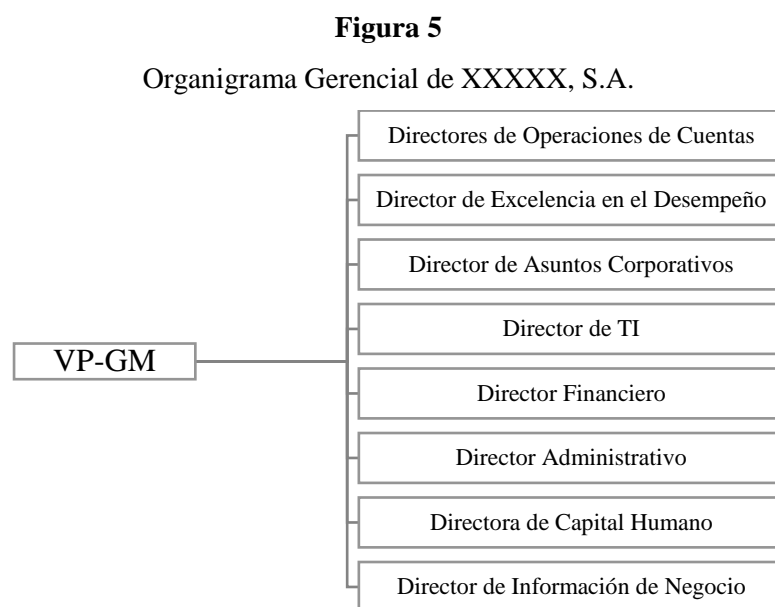 Figura 5
Organigrama Gerencial de XXXXX, S.A.
Directores de Operaciones de Cuentas
Director de Excelencia en el Desempeño
Director de Asuntos Corporativos
Director de TI
VP-GM
Director Financiero
Director Administrativo
Directora de Capital Humano
Director de Información de Negocio